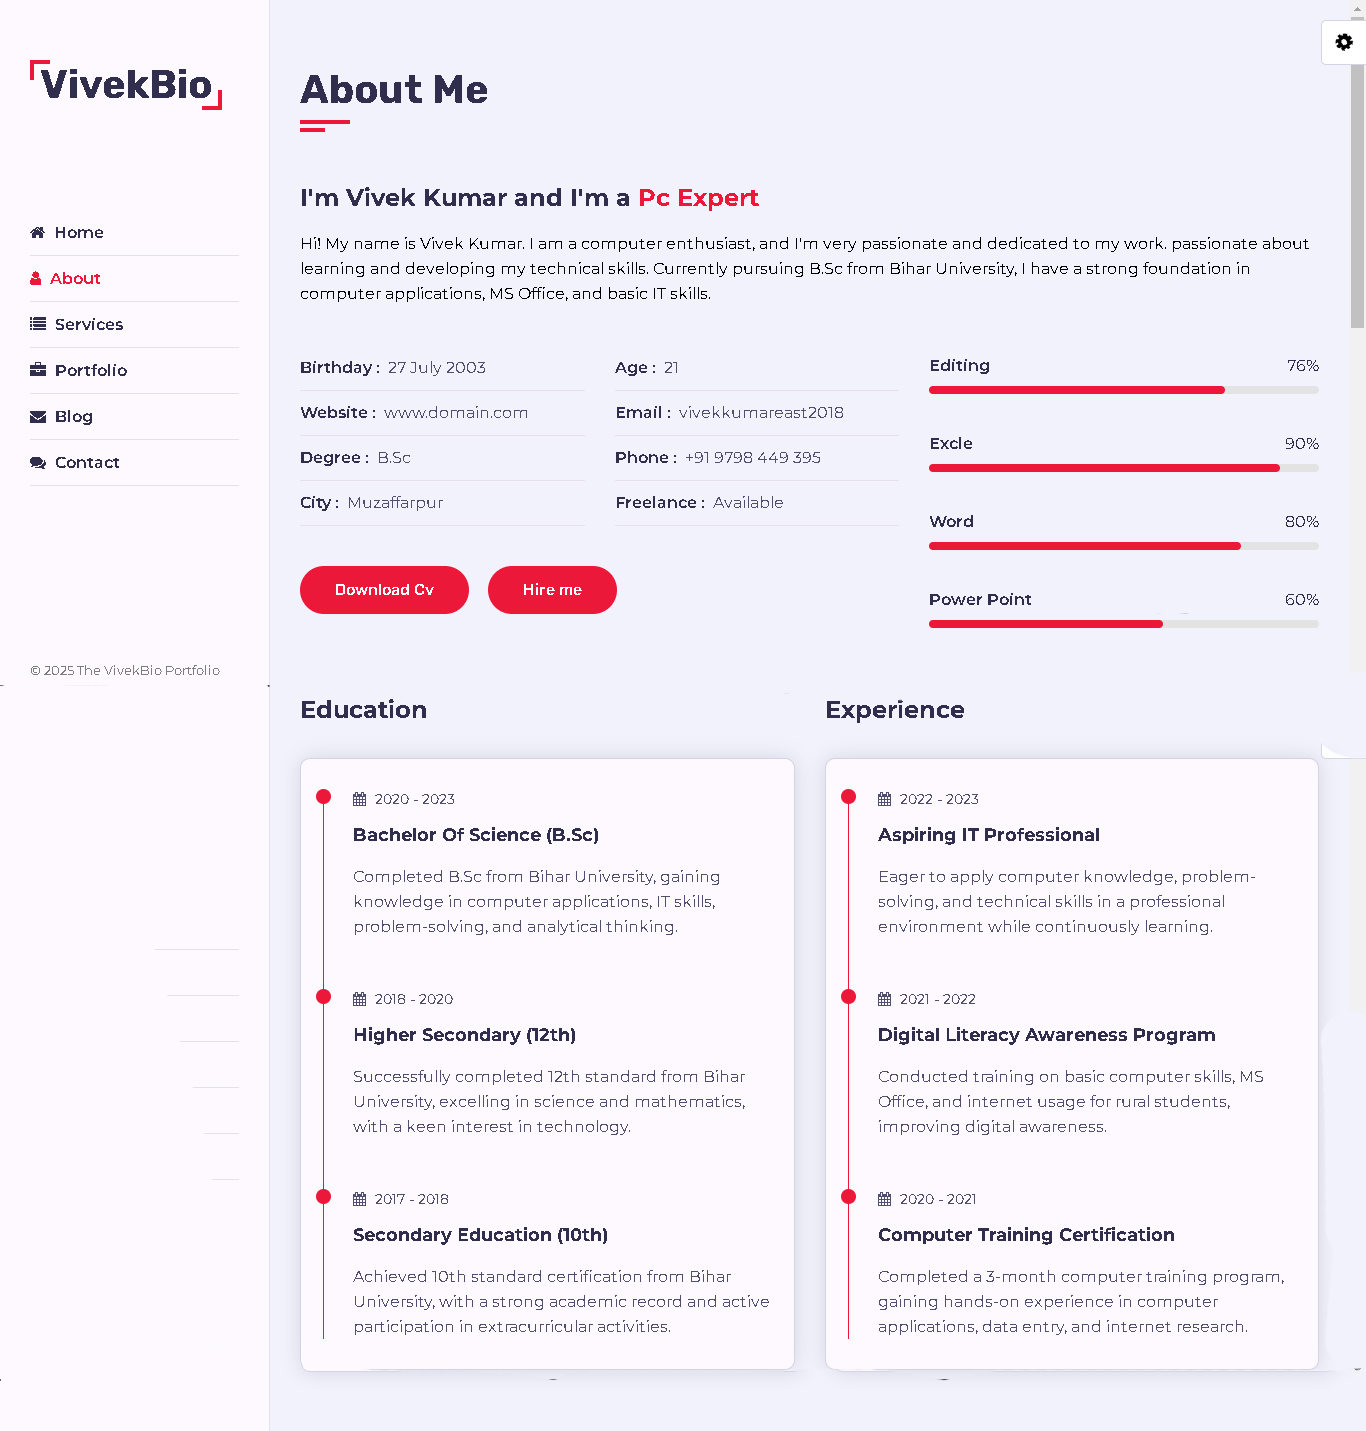 VivekBio
Home
About
Services
Portfolio
Blog
Contact
© 2025 The VivekBio Portfolio
About Me
I'm Vivek Kumar and I'm a Pc Expert
Hi! My name is Vivek Kumar. I am a computer enthusiast, and I'm very passionate and dedicated to my work. passionate about
learning and developing my technical skills. Currently pursuing B.Sc from Bihar University, I have a strong foundation in
computer applications, MS Office, and basic IT skills.
Birthday : 27 July 2003
Website : www.domain.com
Degree : B.Sc
City : Muzaffarpur
Age : 21
Email : vivekkumareast2018
Phone : +91 9798 449 395
Freelance : Available
Download Cv
Hire me
Editing 76%
Excle 90%
Word 80%
Power Point 60%
Education
2020 - 2023
Bachelor Of Science (B.Sc)
Completed B.Sc from Bihar University, gaining
knowledge in computer applications, IT skills,
problem-solving, and analytical thinking.
2018 - 2020
Higher Secondary (12th)
Successfully completed 12th standard from Bihar
University, excelling in science and mathematics,
with a keen interest in technology.
2017 - 2018
Secondary Education (10th)
Achieved 10th standard certification from Bihar
University, with a strong academic record and active
participation in extracurricular activities.
Experience
2022 - 2023
Aspiring IT Professional
Eager to apply computer knowledge, problem-
solving, and technical skills in a professional
environment while continuously learning.
2021 - 2022
Digital Literacy Awareness Program
Conducted training on basic computer skills, MS
Office, and internet usage for rural students,
improving digital awareness.
2020 - 2021
Computer Training Certification
Completed a 3-month computer training program,
gaining hands-on experience in computer
applications, data entry, and internet research.